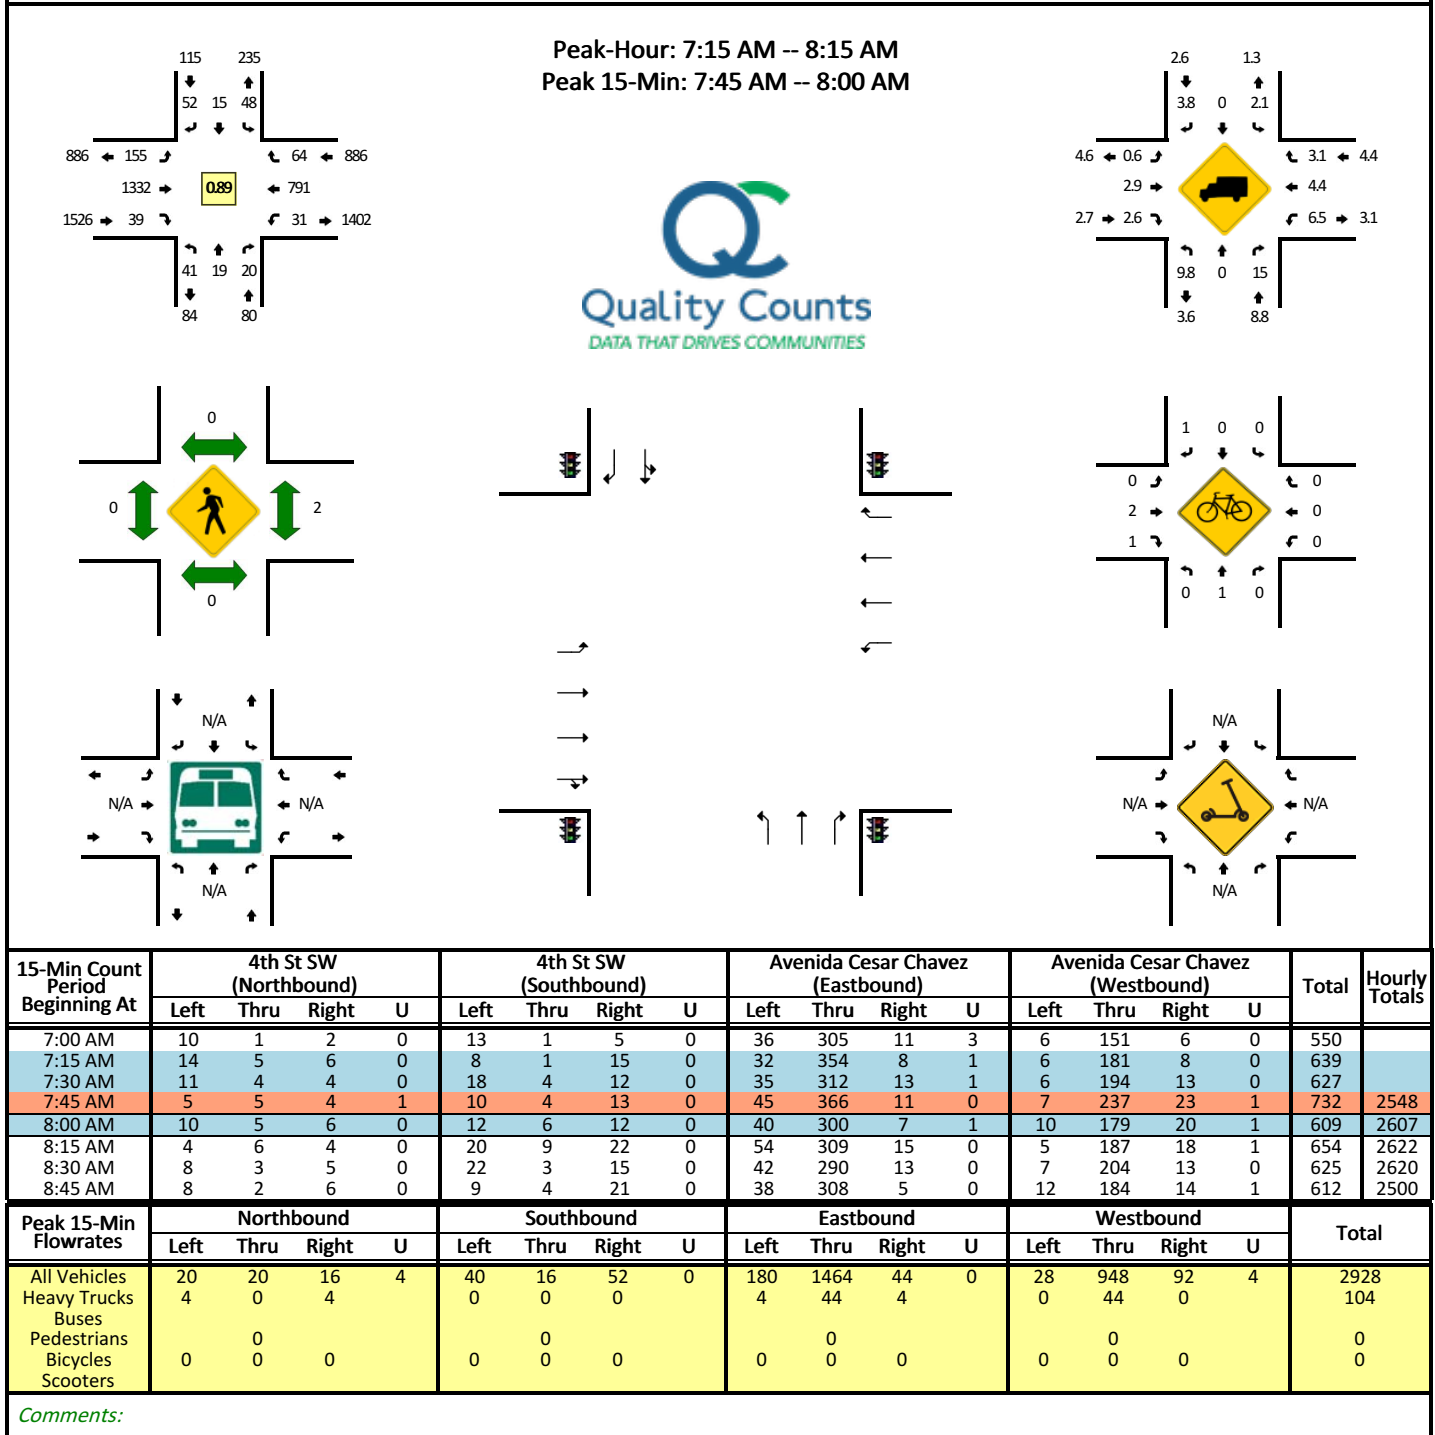 Peak-Hour: 7:15 AM -- 8:15 AM
Peak 15-Min: 7:45 AM -- 8:00 AM
115 235
52 15 48
886 155 64 886
1332 0.89 791
1526 39 31 1402
41 19 20
84 80
2.6 1.3
3.8 0 2.1
4.6 0.6 3.1 4.4
2.9 4.4
2.7 2.6 6.5 3.1
9.8 0 15
3.6 8.8
QC
Quality Counts
DATA THAT DRIVES COMMUNITIES
0
0 2
0
1 0 0
0 0
2 0
1 0
0 1 0
N/A
N/A N/A
N/A
N/A
N/A N/A
N/A
15-Min Count Period Beginning At 4th St SW (Northbound) 4th St SW (Southbound) Avenida Cesar Chavez (Eastbound) Avenida Cesar Chavez (Westbound) Total Hourly Totals
Left Thru Right U Left Thru Right U Left Thru Right U Left Thru Right U
7:00 AM 10 1 2 0 13 1 5 0 36 305 11 3 6 151 6 0 550
7:15 AM 14 5 6 0 8 1 15 0 32 354 8 1 6 181 8 0 639
7:30 AM 11 4 4 0 18 4 12 0 35 312 13 1 6 194 13 0 627
7:45 AM 5 5 4 1 10 4 13 0 45 366 11 0 7 237 23 1 732 2548
8:00 AM 10 5 6 0 12 6 12 0 40 300 7 1 10 179 20 1 609 2607
8:15 AM 4 6 4 0 20 9 22 0 54 309 15 0 5 187 18 1 654 2622
8:30 AM 8 3 5 0 22 3 15 0 42 290 13 0 7 204 13 0 625 2620
8:45 AM 8 2 6 0 9 4 21 0 38 308 5 0 12 184 14 1 612 2500
Peak 15-Min Flowrates Northbound Southbound Eastbound Westbound Total
Left Thru Right U Left Thru Right U Left Thru Right U Left Thru Right U
All Vehicles 20 20 16 4 40 16 52 0 180 1464 44 0 28 948 92 4 2928
Heavy Trucks 4 0 4 0 0 0 4 44 4 0 44 0 104
Buses
Pedestrians 0 0 0 0 0
Bicycles 0 0 0 0 0 0 0 0 0 0 0 0 0
Scooters
Comments: